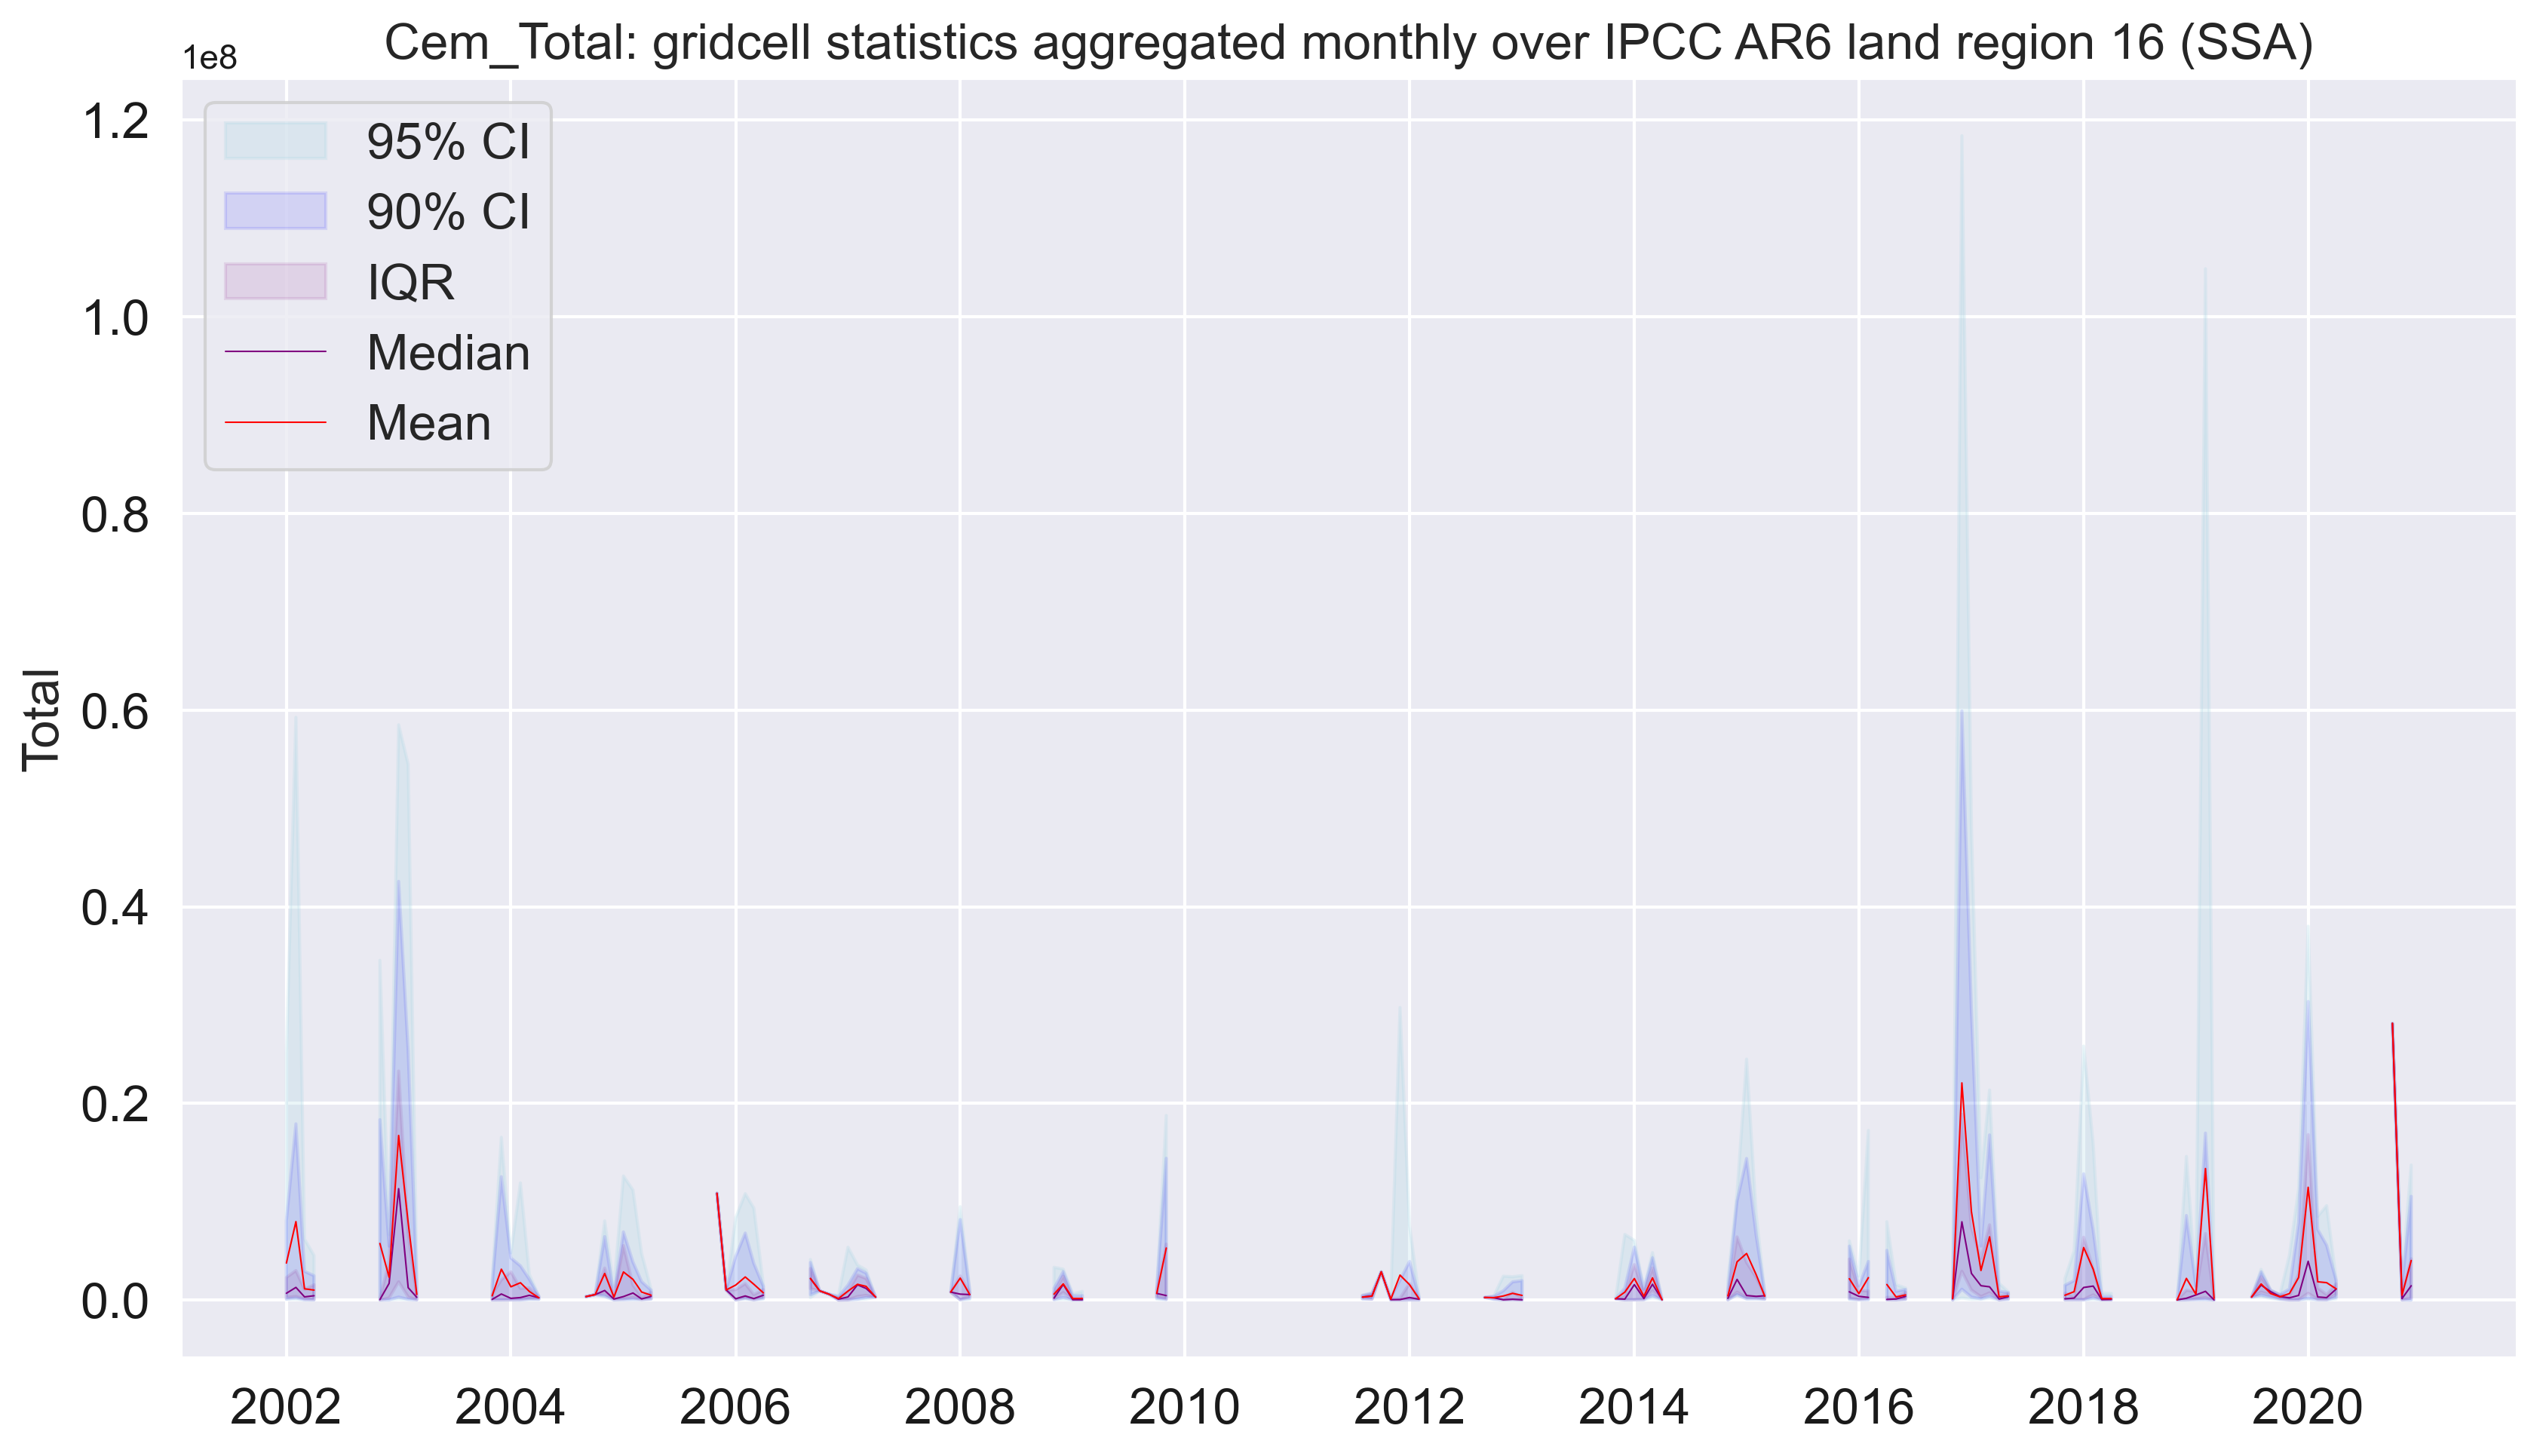 Cem_Total: gridcell statistics aggregated monthly over IPCC AR6 land region 16 (SSA)
1e8
1.2
1.0
0.8
0.6
0.4
0.2
0.0
Total
95% CI
90% CI
IQR
Median
Mean
2002 2004 2006 2008 2010 2012 2014 2016 2018 2020